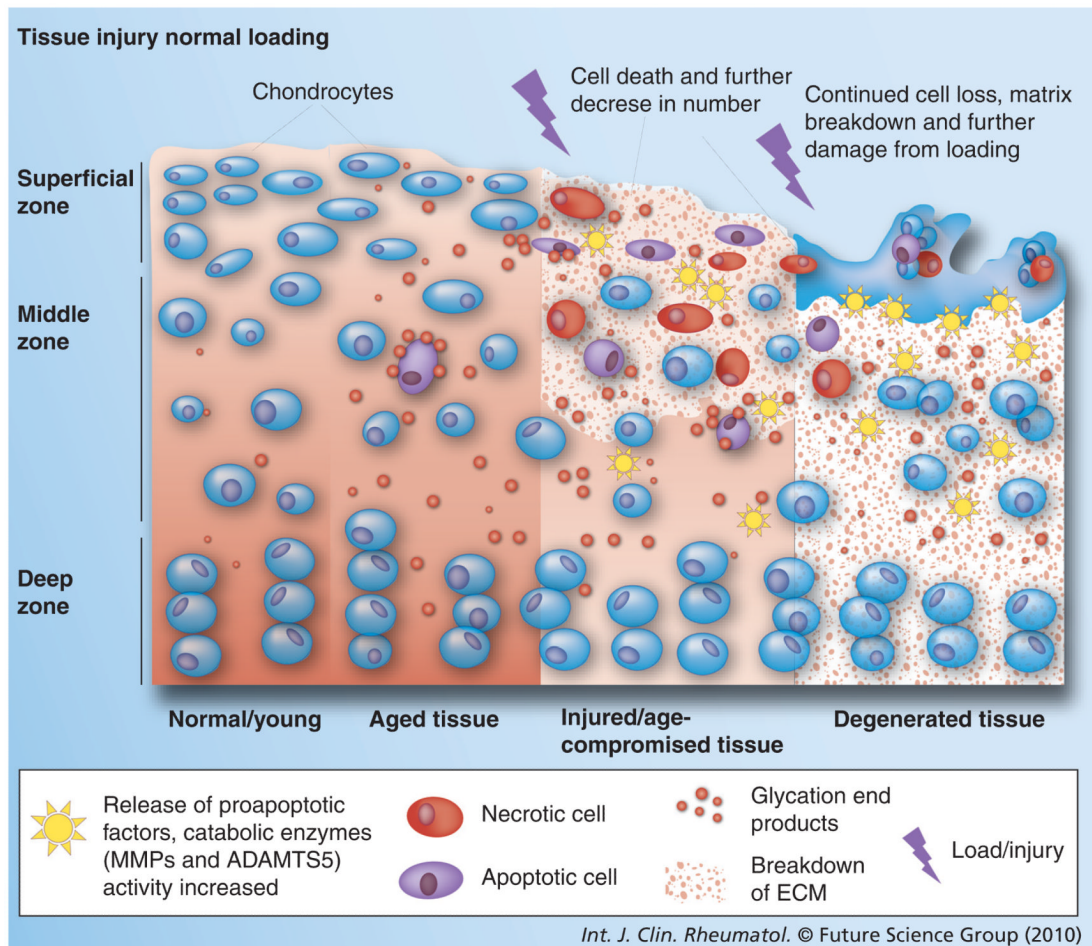 Tissue injury normal loading
Chondrocytes
Cell death and further
decrese in number
Continued cell loss, matrix
breakdown and further
damage from loading
Superficial
zone
Middle
zone
Deep
zone
Normal/young
Aged tissue
Injured/age-
compromised tissue
Degenerated tissue
Release of proapoptotic
factors, catabolic enzymes
(MMPs and ADAMTS5)
activity increased
Necrotic cell
Apoptotic cell
Glycation end
products
Breakdown
of ECM
Load/injury
Int. J. Clin. Rheumatol. © Future Science Group (2010)